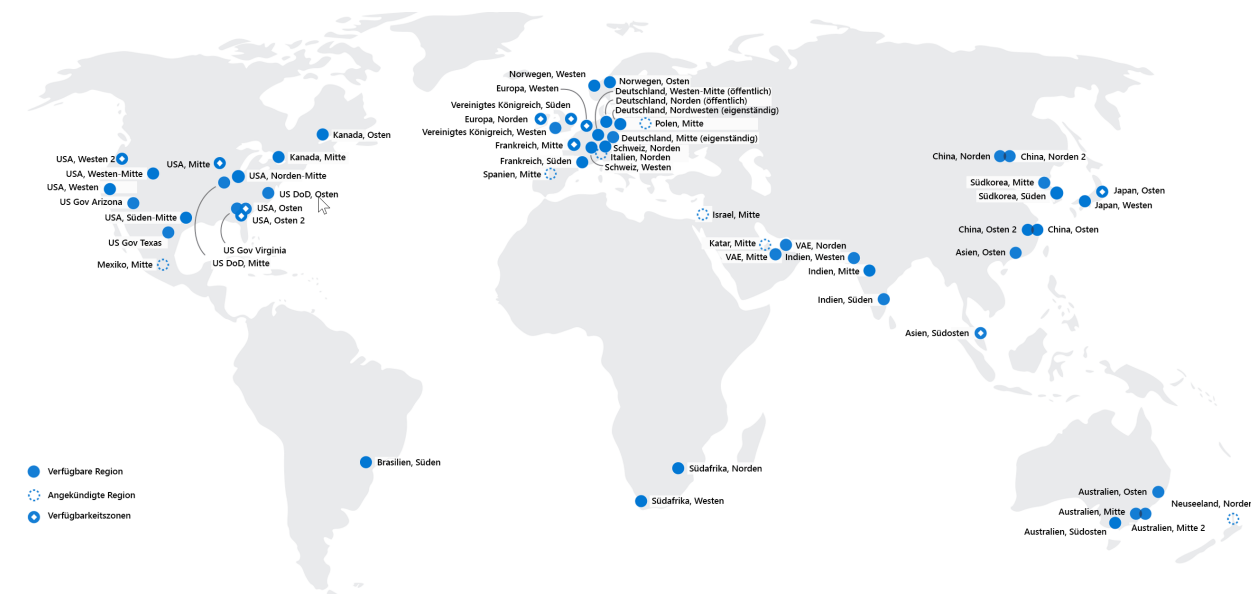 Norwegen, Westen
Norwegen, Osten
Europa, Westen
Deutschland, Westen-Mitte (öffentlich)
Deutschland, Norden (öffentlich)
Vereinigtes Königreich, Süden
Deutschland, Nordwesten (eigenständig)
Europa, Norden
Polen, Mitte
Vereinigtes Königreich, Westen
Deutschland, Mitte (eigenständig)
Frankreich, Mitte
Schweiz, Norden
Italien, Norden
Frankreich, Süden
Schweiz, Westen
Spanien, Mitte
Kanada, Osten
Kanada, Mitte
USA, Westen 2
USA, Mitte
USA, Westen-Mitte
USA, Norden-Mitte
USA, Westen
US DoD, Osten
US Gov Arizona
USA, Osten
USA, Süden-Mitte
USA, Osten 2
US Gov Texas
US Gov Virginia
Mexiko, Mitte
US DoD, Mitte
China, Norden
China, Norden 2
Südkorea, Mitte
Japan, Osten
Südkorea, Süden
Japan, Westen
Israel, Mitte
China, Osten 2
China, Osten
Katar, Mitte
VAE, Norden
Asien, Osten
VAE, Mitte
Indien, Westen
Indien, Mitte
Indien, Süden
Asien, Südosten
Brasilien, Süden
Südafrika, Norden
Südafrika, Westen
Australien, Osten
Neuseeland, Norden
Australien, Mitte
Australien, Mitte 2
Australien, Südosten
Verfügbare Region
Angekündigte Region
Verfügbarkeitszonen